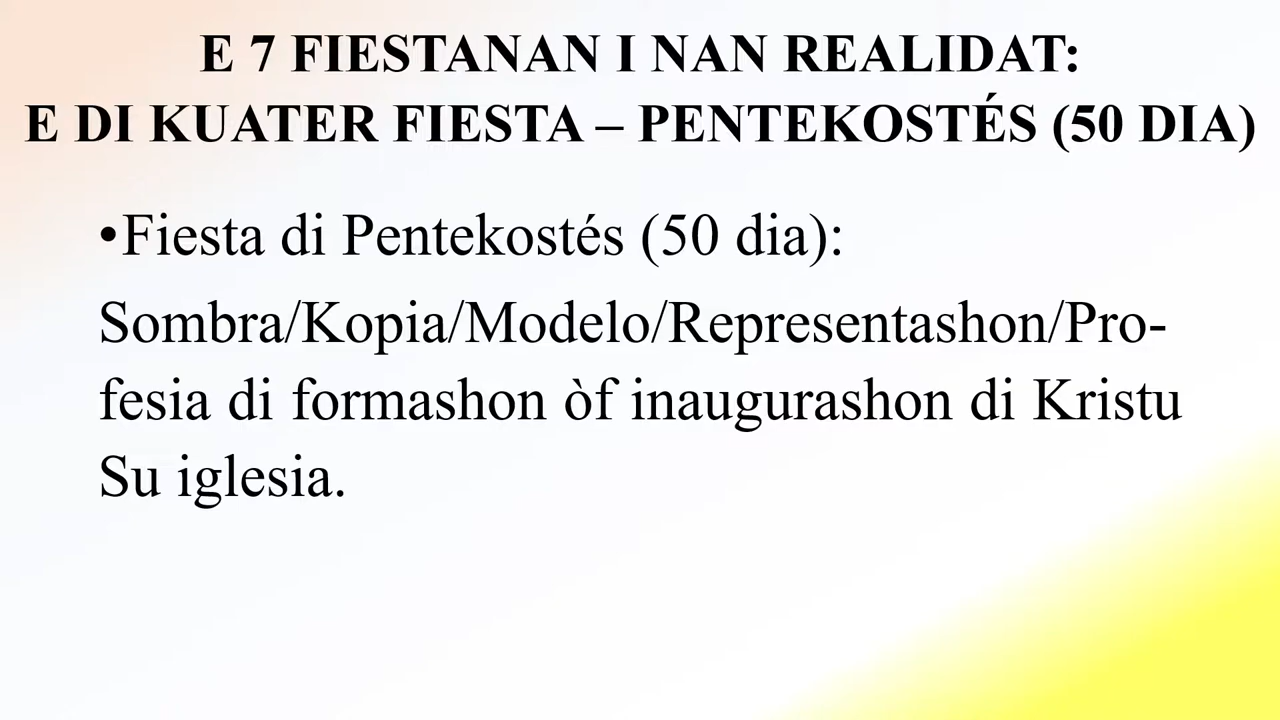 E 7 FIESTANAN I NAN REALIDAT:
E DI KUATER FIESTA – PENTEKOSTÉS (50 DIA)
•Fiesta di Pentekostés (50 dia):
Sombra/Kopia/Modelo/Representashon/Pro-
fesia di formashon òf inaugurashon di Kristu
Su iglesia.